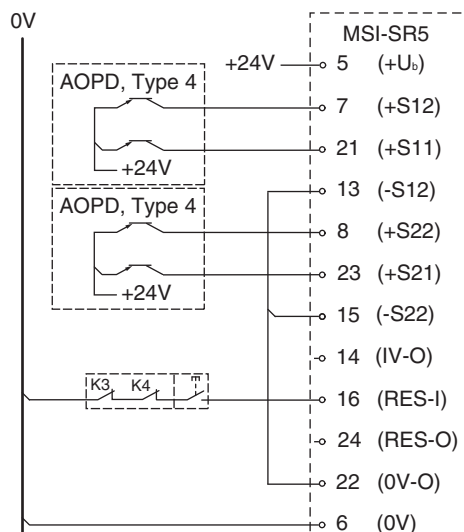 0V
MSI-SR5
+24V 5 (+Ub)
AOPD, Type 4
7 (+S12)
21 (+S11)
+24V
13 (-S12)
AOPD, Type 4
8 (+S22)
23 (+S21)
+24V
15 (-S22)
14 (IV-O)
K3 K4
16 (RES-I)
24 (RES-O)
22 (0V-O)
6 (0V)